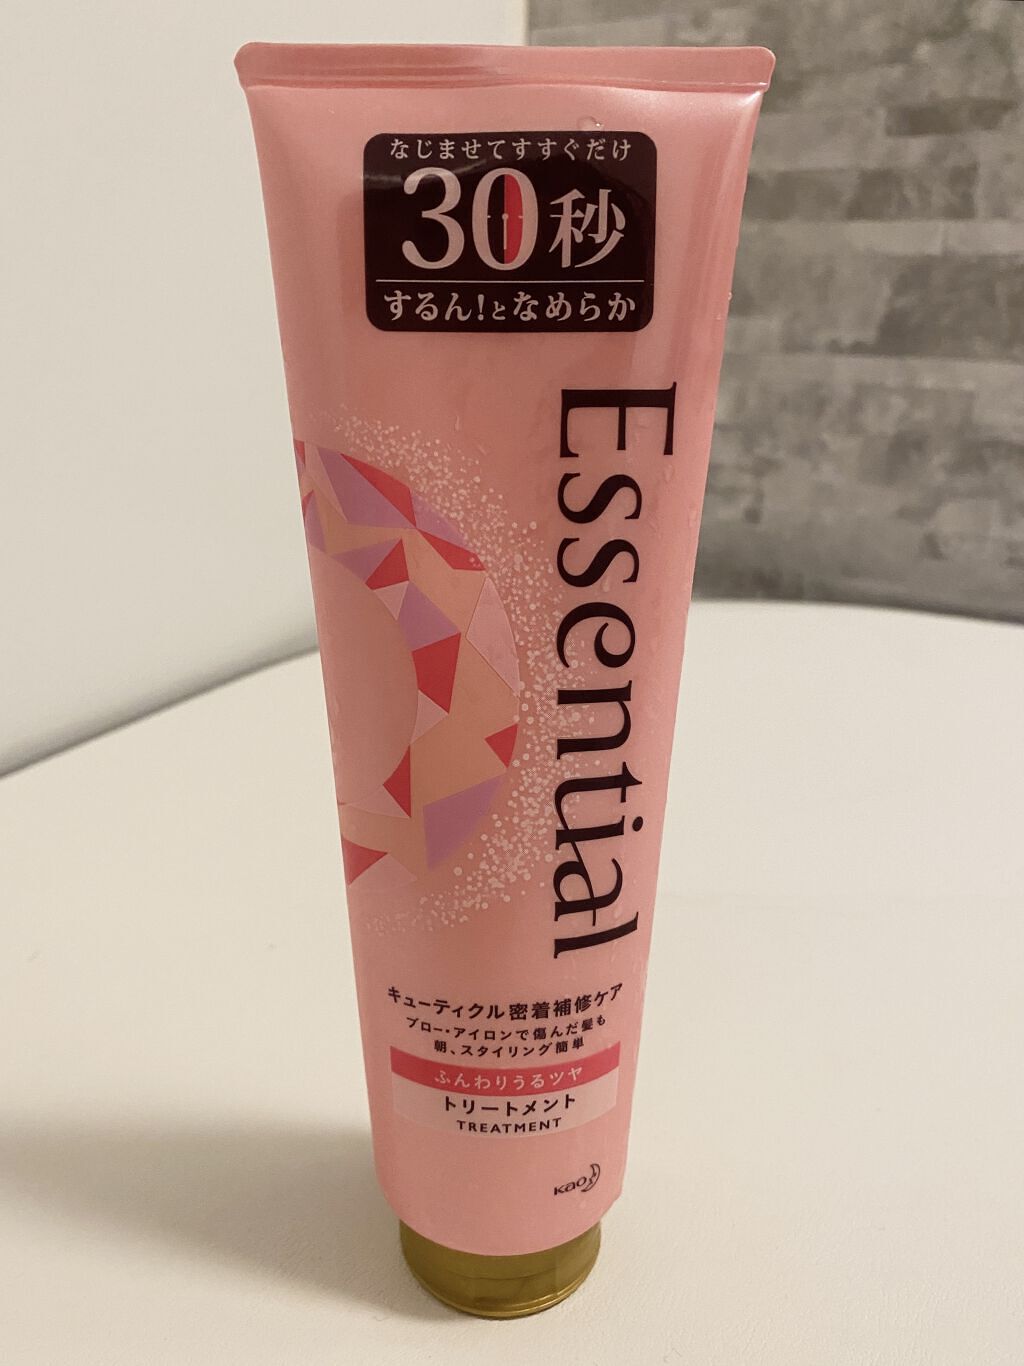 なじませてすすぐだけ
30秒
するん!となめらか
Essential
キューティクル密着補修ケア
ブロー・アイロンで傷んだ髪も
朝、スタイリング簡単
ふんわりうるツヤ
トリートメント
TREATMENT
Kao